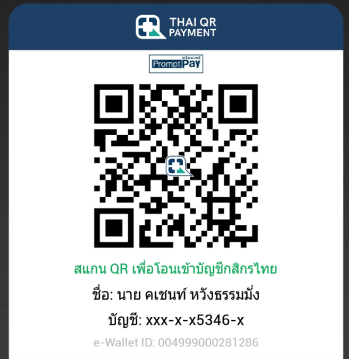 THAI QR
PAYMENT
PromptPay
สแกน QR เพื่อโอนเข้าบัญชีกสิกรไทย
ชื่อ: นาย คเชนท์ หวังธรรมมั่ง
บัญชี: xxx-x-x5346-x
e-Wallet ID: 004999000281286